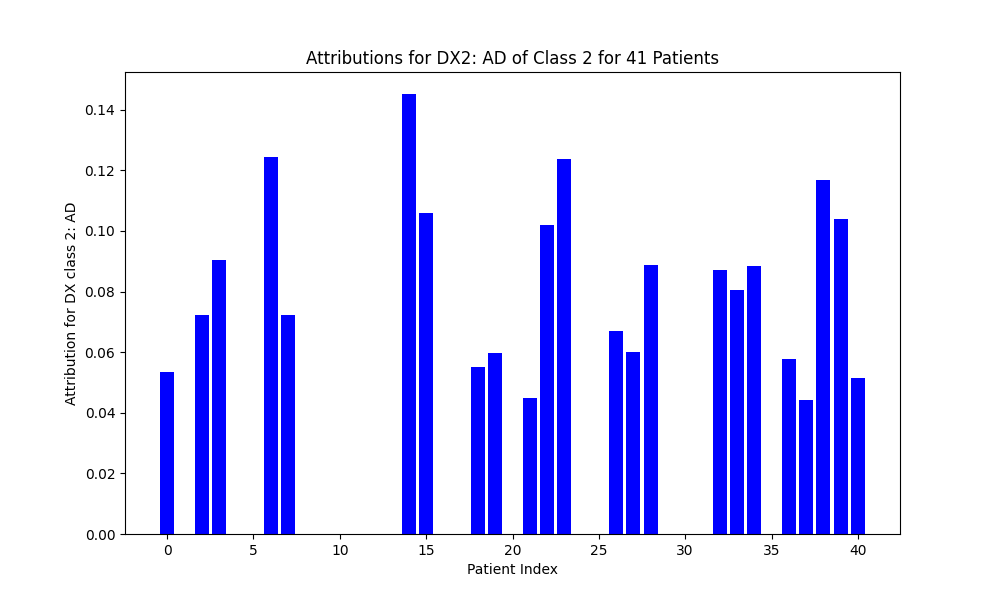 Attributions for DX2: AD of Class 2 for 41 Patients
Attribution for DX class 2: AD
0.14
0.12
0.10
0.08
0.06
0.04
0.02
0.00
0 5 10 15 20 25 30 35 40
Patient Index